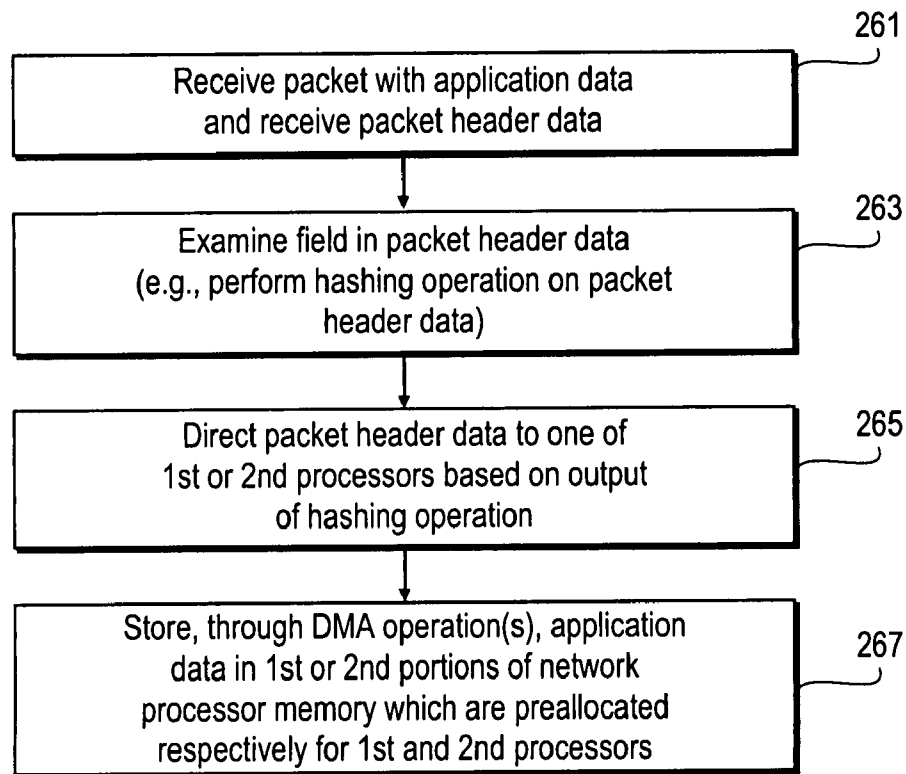 261
Receive packet with application data
and receive packet header data
263
Examine field in packet header data
(e.g., perform hashing operation on packet
header data)
265
Direct packet header data to one of
1st or 2nd processors based on output
of hashing operation
267
Store, through DMA operation(s), application
data in 1st or 2nd portions of network
processor memory which are preallocated
respectively for 1st and 2nd processors